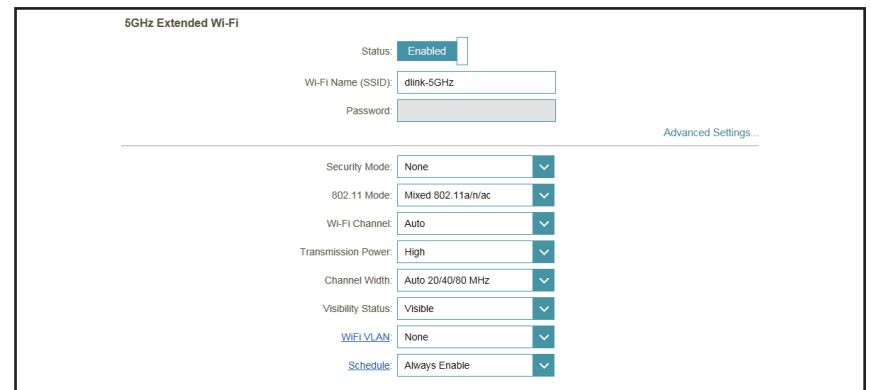 5GHz Extended Wi-Fi
Status: Enabled
Wi-Fi Name (SSID): dlink-5GHz
Password:
Advanced Settings...
Security Mode: None
802.11 Mode: Mixed 802.11a/n/ac
Wi-Fi Channel: Auto
Transmission Power: High
Channel Width: Auto 20/40/80 MHz
Visibility Status: Visible
WiFi VLAN: None
Schedule: Always Enable